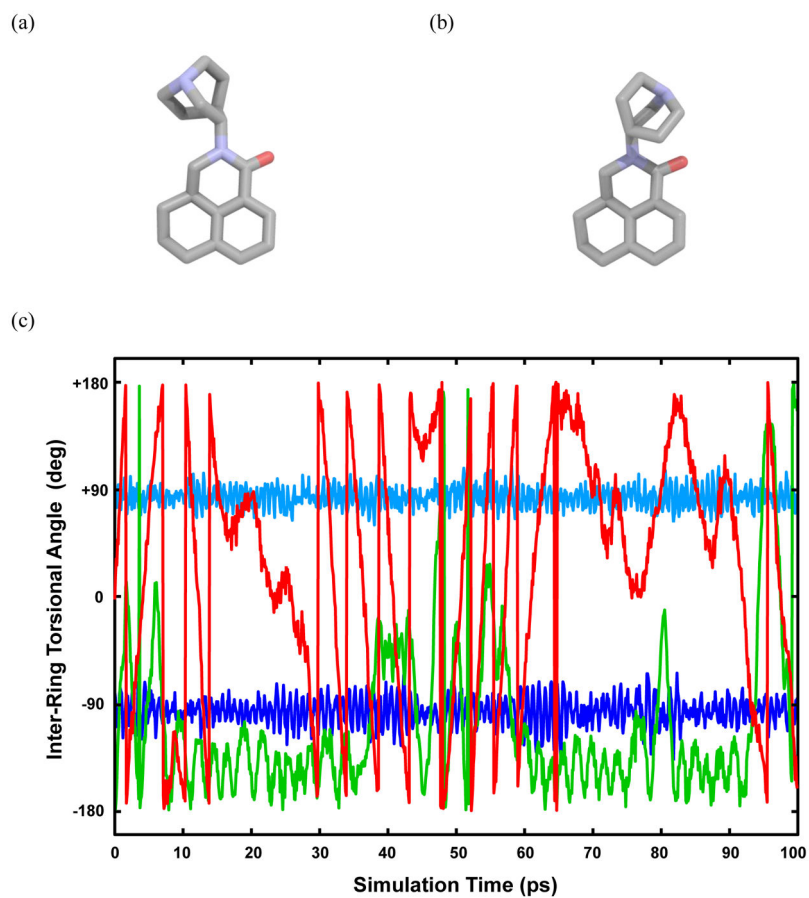 (a) (b)
(c)
Inter-Ring Torsional Angle (deg)
+180
+90
0
-90
-180
0 10 20 30 40 50 60 70 80 90 100
Simulation Time (ps)